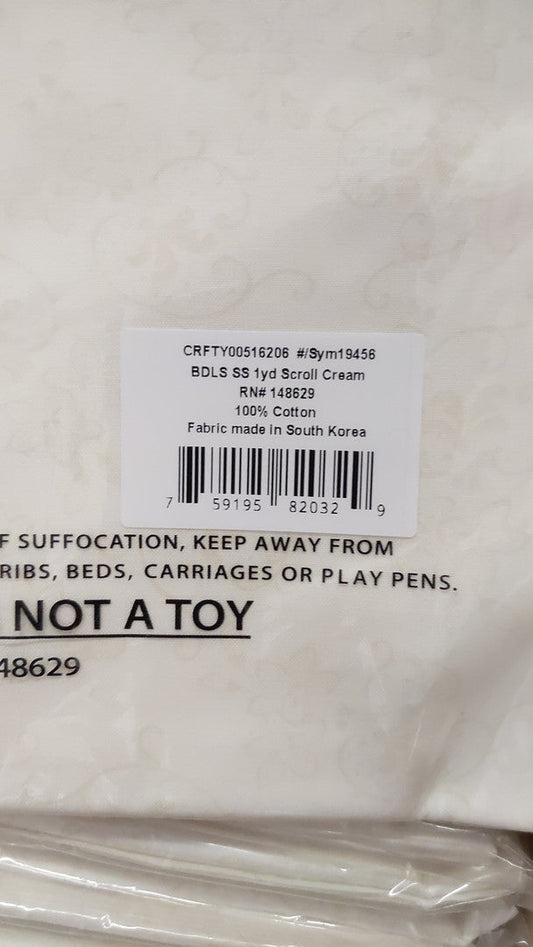 CRFTY00516206 #/Sym19456
BDLS SS 1yd Scroll Cream
RN# 148629
100% Cotton
Fabric made in South Korea
7 59195 82032 9
F SUFFOCATION, KEEP AWAY FROM
RIBS, BEDS, CARRIAGES OR PLAY PENS.
NOT A TOY
48629